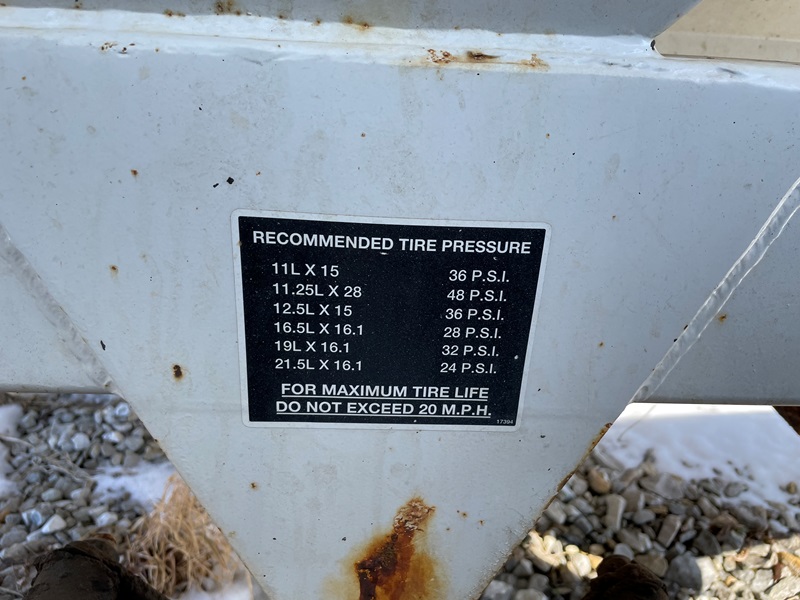 RECOMMENDED TIRE PRESSURE
11L X 15 36 P.S.I.
11.25L X 28 48 P.S.I.
12.5L X 15 36 P.S.I.
16.5L X 16.1 28 P.S.I.
19L X 16.1 32 P.S.I.
21.5L X 16.1 24 P.S.I.
FOR MAXIMUM TIRE LIFE
DO NOT EXCEED 20 M.P.H.
17394